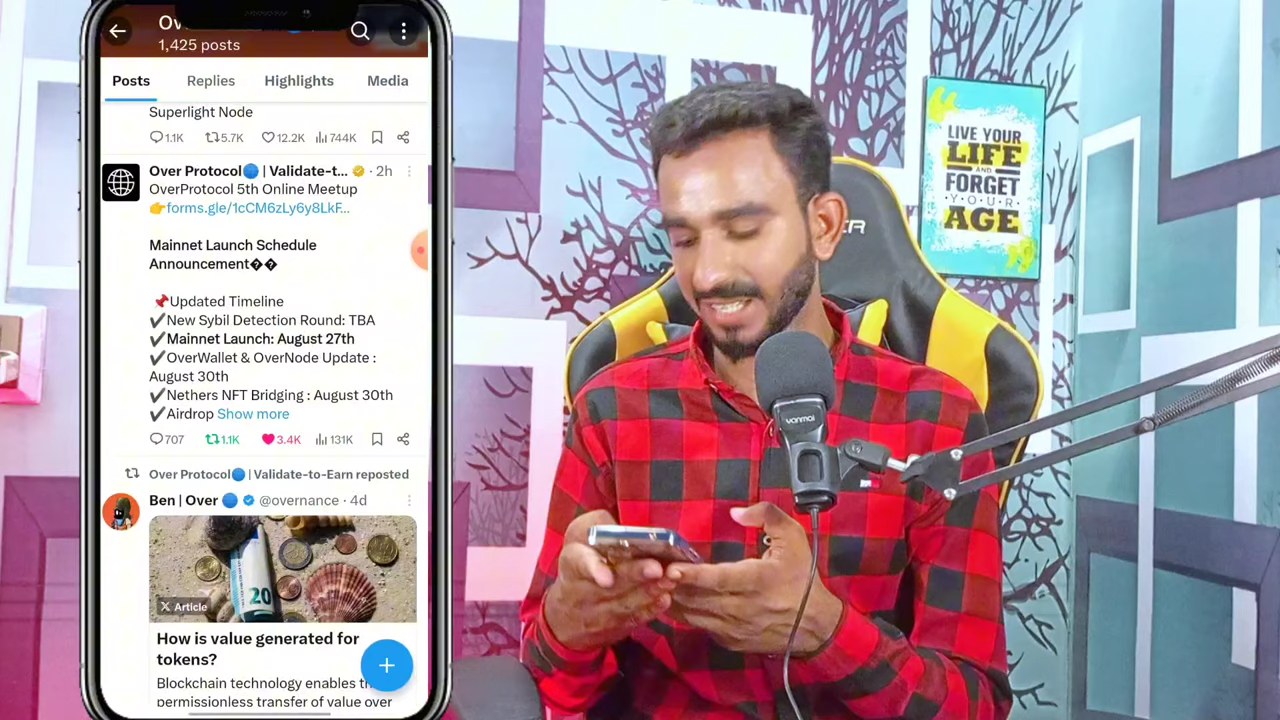 Ov
1,425 posts
Posts
Replies
Highlights
Media
Superlight Node
1.1K 5.7K 12.2K 744K
Over Protocol🔵 | Validate-t... · 2h
OverProtocol 5th Online Meetup
👉forms.gle/1cCM6zLy6y8LkF...
Mainnet Launch Schedule
Announcement��
📌Updated Timeline
✔New Sybil Detection Round: TBA
✔Mainnet Launch: August 27th
✔OverWallet & OverNode Update :
August 30th
✔Nethers NFT Bridging : August 30th
✔Airdrop Show more
707 1.1K 3.4K 131K
Over Protocol🔵 | Validate-to-Earn reposted
Ben | Over 🔵 @overnance · 4d
20
X Article
How is value generated for
tokens?
Blockchain technology enables th
permissionless transfer of value over
LIVE YOUR
LIFE
AND
FORGET
YOUR
AGE
ER
vanmaı